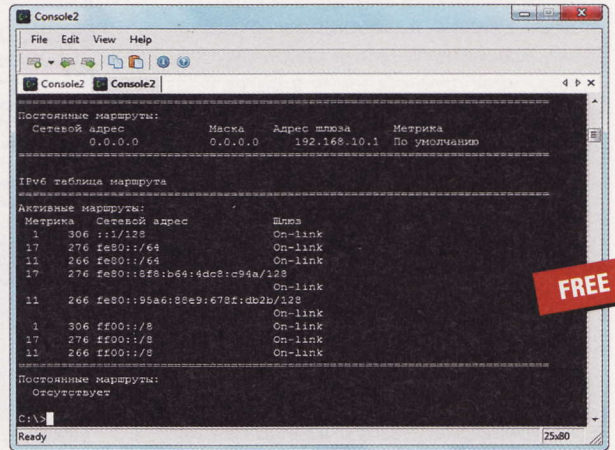 Console2
File Edit View Help
Console2 Console2
Постоянные маршруты:
Сетевой адрес Маска Адрес шлюза Метрика
0.0.0.0 0.0.0.0 192.168.10.1 По умолчанию
IPv6 таблица маршрута
Активные маршруты:
Метрика Сетевой адрес Шлюз
1 306 ::1/128 On-link
17 276 fe80::/64 On-link
11 266 fe80::/64 On-link
17 276 fe80::8f8:b64:4dc8:c94a/128
On-link
11 266 fe80::95a6:88e9:678f:db2b/128
On-link
1 306 ff00::/8 On-link
17 276 ff00::/8 On-link
11 266 ff00::/8 On-link
Постоянные маршруты:
Отсутствует
C:\>
Ready 25x80
FREE